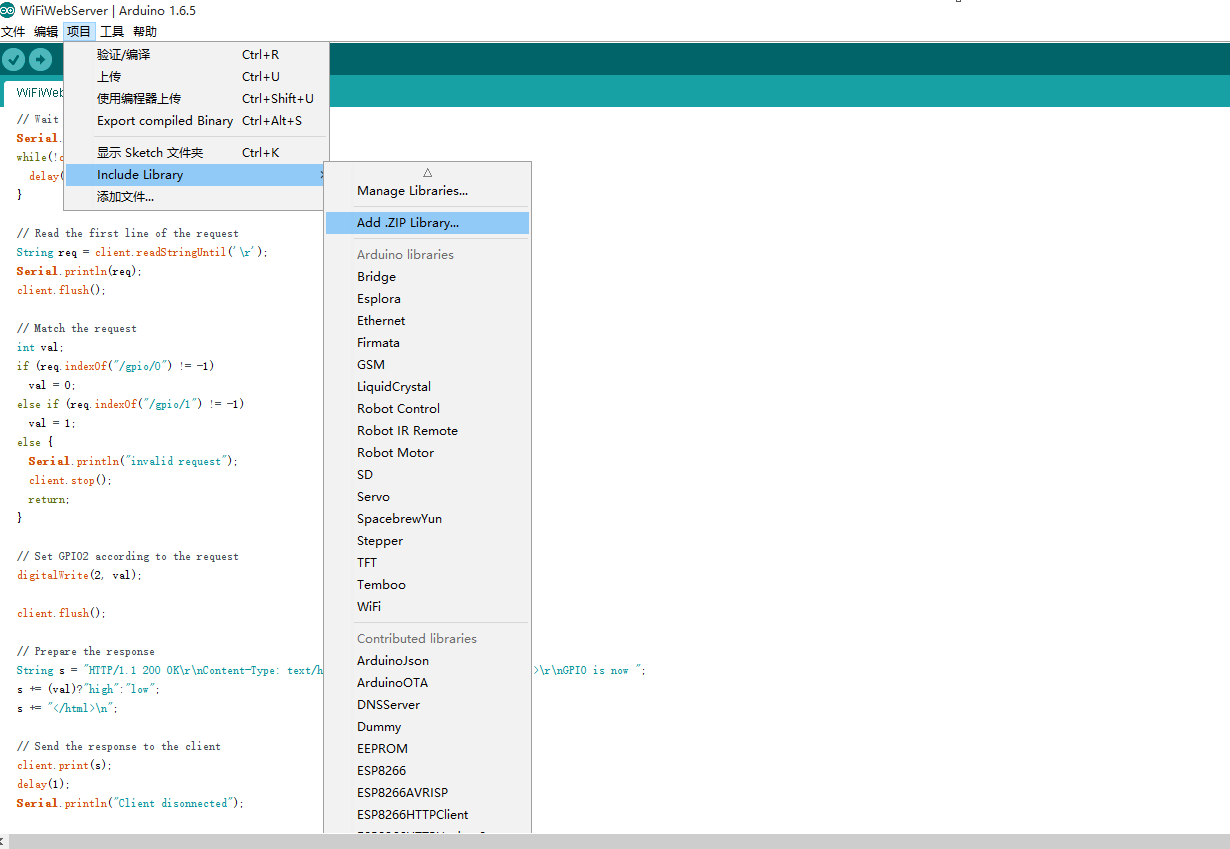 WiFiWebServer | Arduino 1.6.5
文件 编辑 项目 工具 帮助
验证/编译 Ctrl+R
上传 Ctrl+U
使用编程器上传 Ctrl+Shift+U
Export compiled Binary Ctrl+Alt+S
显示 Sketch 文件夹 Ctrl+K
Include Library
添加文件...
Manage Libraries...
Add .ZIP Library...
Arduino libraries
Bridge
Esplora
Ethernet
Firmata
GSM
LiquidCrystal
Robot Control
Robot IR Remote
Robot Motor
SD
Servo
SpacebrewYun
Stepper
TFT
Temboo
WiFi
Contributed libraries
ArduinoJson
ArduinoOTA
DNSServer
Dummy
EEPROM
ESP8266
ESP8266AVRISP
ESP8266HTTPClient
WiFiWeb
// Wait
Serial.
while(!c
delay(
}
// Read the first line of the request
String req = client.readStringUntil('\r');
Serial.println(req);
client.flush();
// Match the request
int val;
if (req.indexOf("/gpio/0") != -1)
val = 0;
else if (req.indexOf("/gpio/1") != -1)
val = 1;
else {
Serial.println("invalid request");
client.stop();
return;
}
// Set GPIO2 according to the request
digitalWrite(2, val);
client.flush();
// Prepare the response
String s = "HTTP/1.1 200 OK\r\nContent-Type: text/h >\r\nGPIO is now ";
s += (val)?"high":"low";
s += "</html>\n";
// Send the response to the client
client.print(s);
delay(1);
Serial.println("Client disonnected");